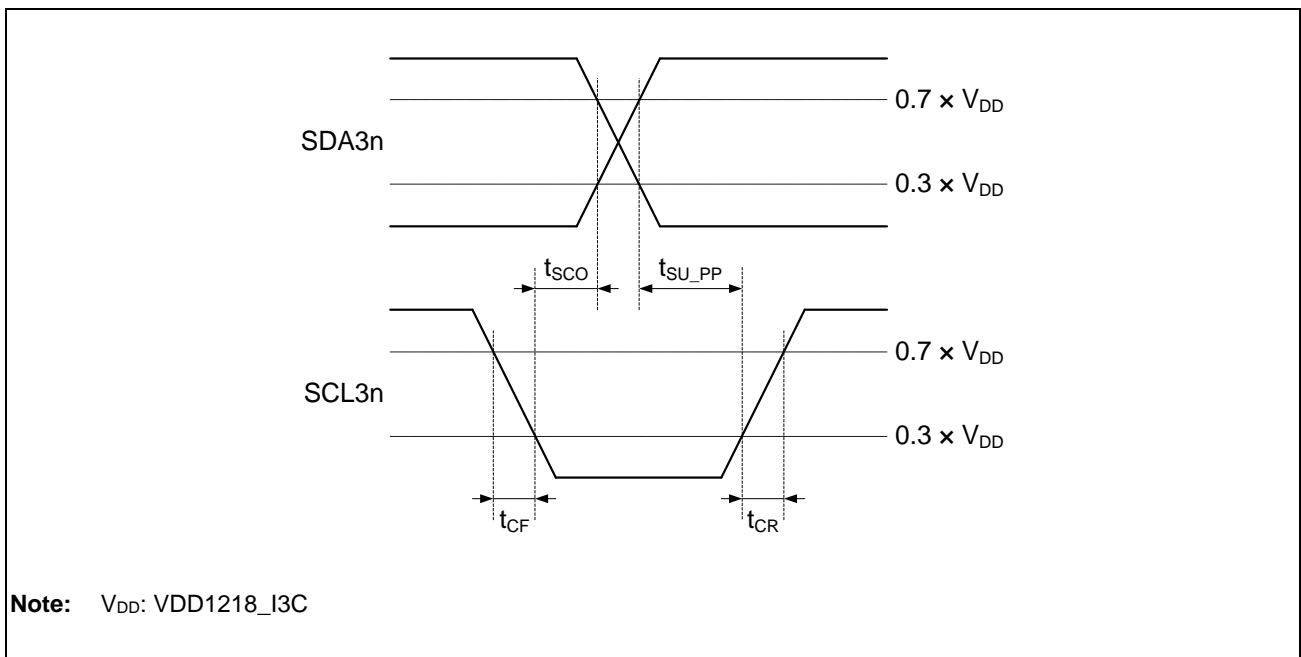 0.7 × VDD
SDA3n
0.3 × VDD
tSCO
tSU_PP
0.7 × VDD
SCL3n
0.3 × VDD
tCF
tCR
Note: VDD: VDD1218_I3C